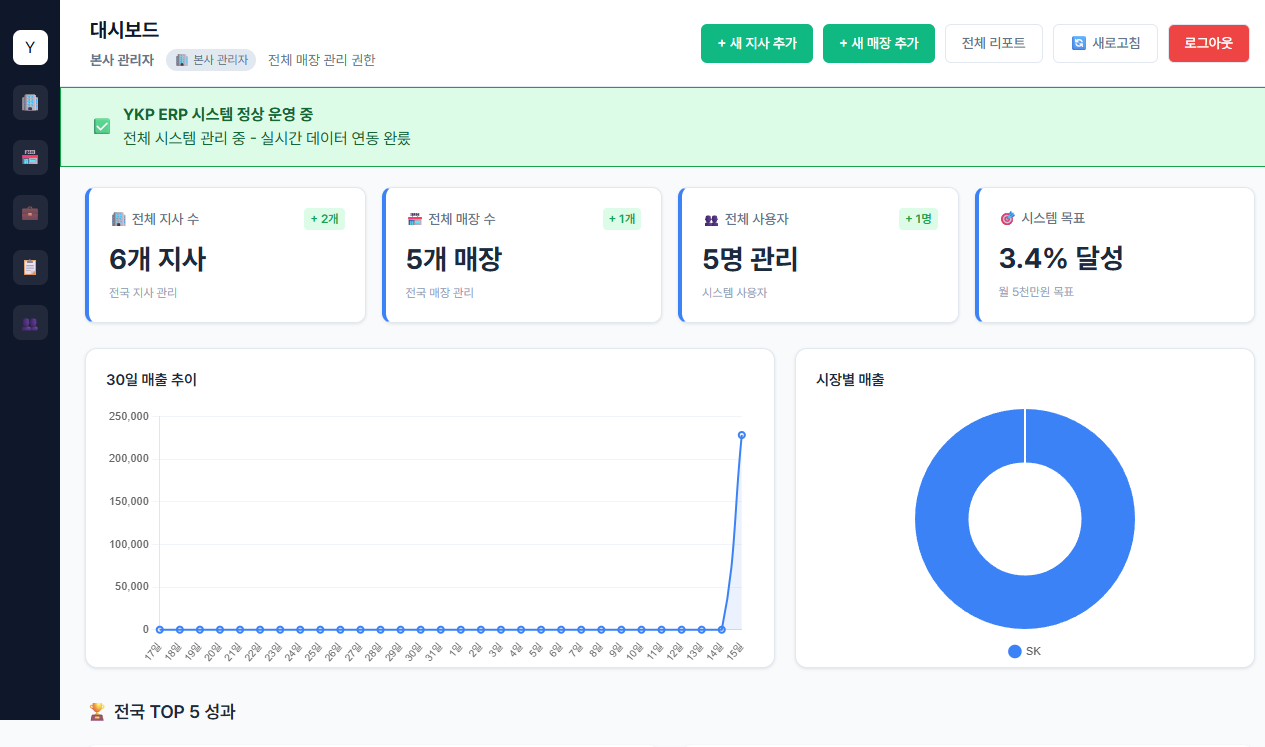 Y
대시보드
본사 관리자
🏢 본사 관리자
전체 매장 관리 권한
+ 새 지사 추가
+ 새 매장 추가
전체 리포트
🔄 새로고침
로그아웃
✅ YKP ERP 시스템 정상 운영 중
전체 시스템 관리 중 - 실시간 데이터 연동 완룼
🏢 전체 지사 수
+ 2개
6개 지사
전국 지사 관리
🏪 전체 매장 수
+ 1개
5개 매장
전국 매장 관리
👥 전체 사용자
+ 1명
5명 관리
시스템 사용자
🎯 시스템 목표
3.4% 달성
월 5천만원 목표
30일 매출 추이
250,000
200,000
150,000
100,000
50,000
0
17일 18일 19일 20일 21일 22일 23일 24일 25일 26일 27일 28일 29일 30일 31일 1일 2일 3일 4일 5일 6일 7일 8일 9일 10일 11일 12일 13일 14일 15일
시장별 매출
SK
🏆 전국 TOP 5 성과